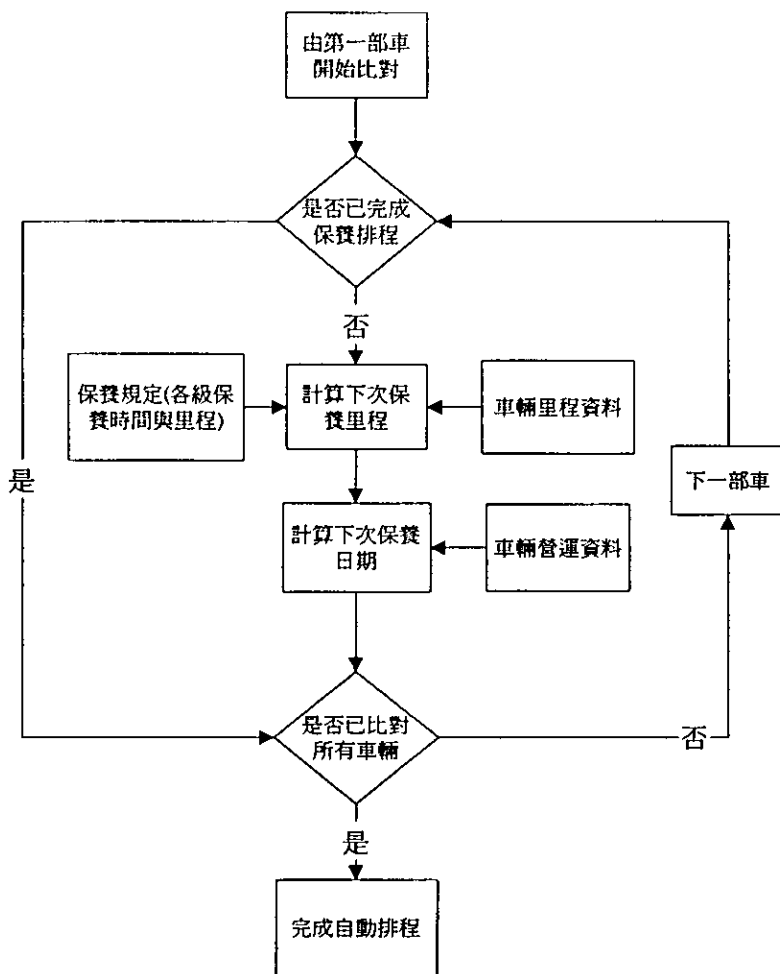 由第一部車
開始比對
是否已完成
保養排程
否
保養規定(各級保
養時間與里程)
計算下次保
養里程
車輛里程資料
是
下一部車
計算下次保養
日期
車輛營運資料
是否已比對
所有車輛
否
是
完成自動排程